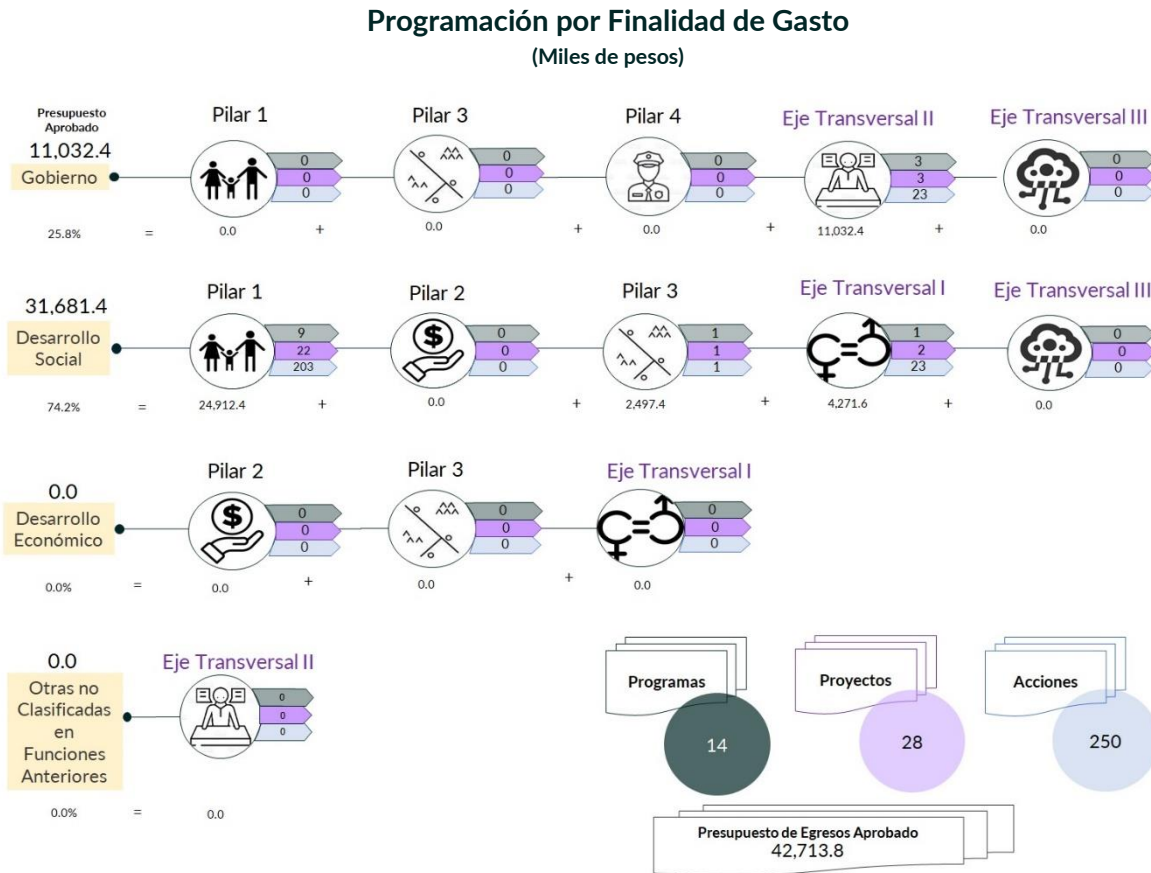 Programación por Finalidad de Gasto
(Miles de pesos)
Presupuesto
Aprobado
11,032.4
Gobierno
Pilar 1
0
0
0
Pilar 3
0
0
0
Pilar 4
0
0
0
Eje Transversal II
3
3
23
Eje Transversal III
0
0
0
25.8%
=
0.0
+
0.0
+
0.0
+
11,032.4
+
0.0
31,681.4
Desarrollo
Social
Pilar 1
9
22
203
Pilar 2
$
0
0
0
Pilar 3
1
1
1
Eje Transversal I
1
2
23
Eje Transversal III
0
0
0
74.2%
=
24,912.4
+
0.0
+
2,497.4
+
4,271.6
+
0.0
0.0
Desarrollo
Económico
Pilar 2
$
0
0
0
Pilar 3
0
0
0
Eje Transversal I
0
0
0
0.0%
=
0.0
+
0.0
+
0.0
0.0
Otras no
Clasificadas
en
Funciones
Anteriores
Eje Transversal II
0
0
0
0.0%
=
0.0
Programas
14
Proyectos
28
Acciones
250
Presupuesto de Egresos Aprobado
42,713.8